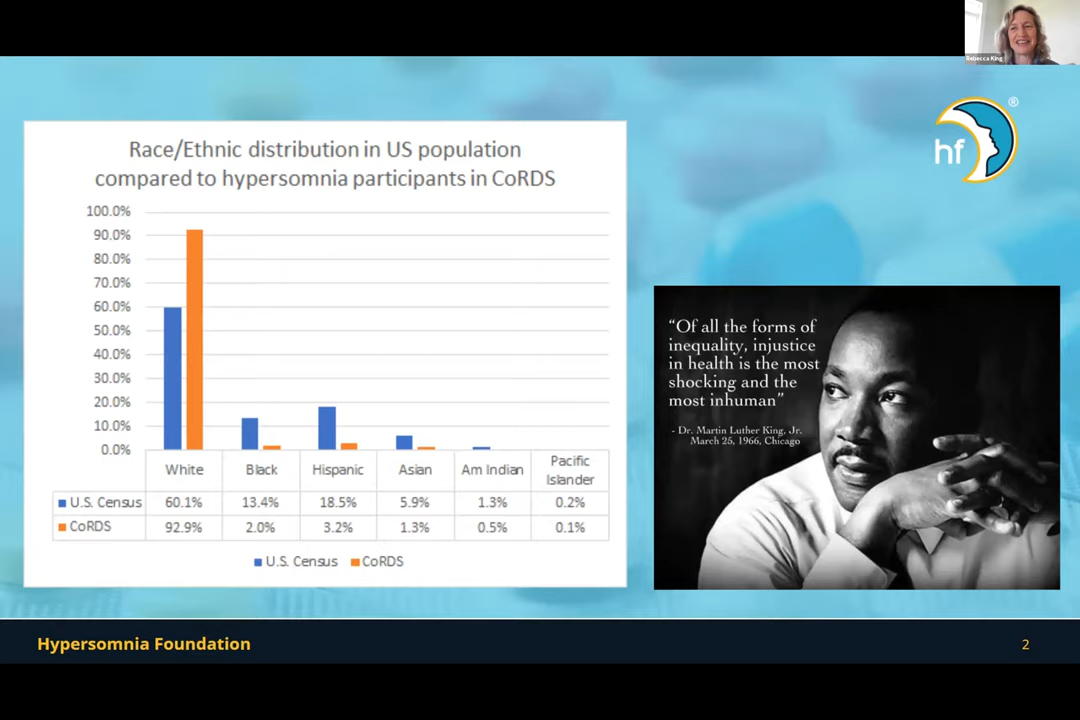 Rebecca King
®
hf
Race/Ethnic distribution in US population
compared to hypersomnia participants in CoRDS
100.0%
90.0%
80.0%
70.0%
60.0%
50.0%
40.0%
30.0%
20.0%
10.0%
0.0%
White Black Hispanic Asian Am Indian Pacific Islander
U.S. Census 60.1% 13.4% 18.5% 5.9% 1.3% 0.2%
CoRDS 92.9% 2.0% 3.2% 1.3% 0.5% 0.1%
U.S. Census CoRDS
“Of all the forms of
inequality, injustice
in health is the most
shocking and the
most inhuman”
- Dr. Martin Luther King, Jr.
March 25, 1966, Chicago
Hypersomnia Foundation
2